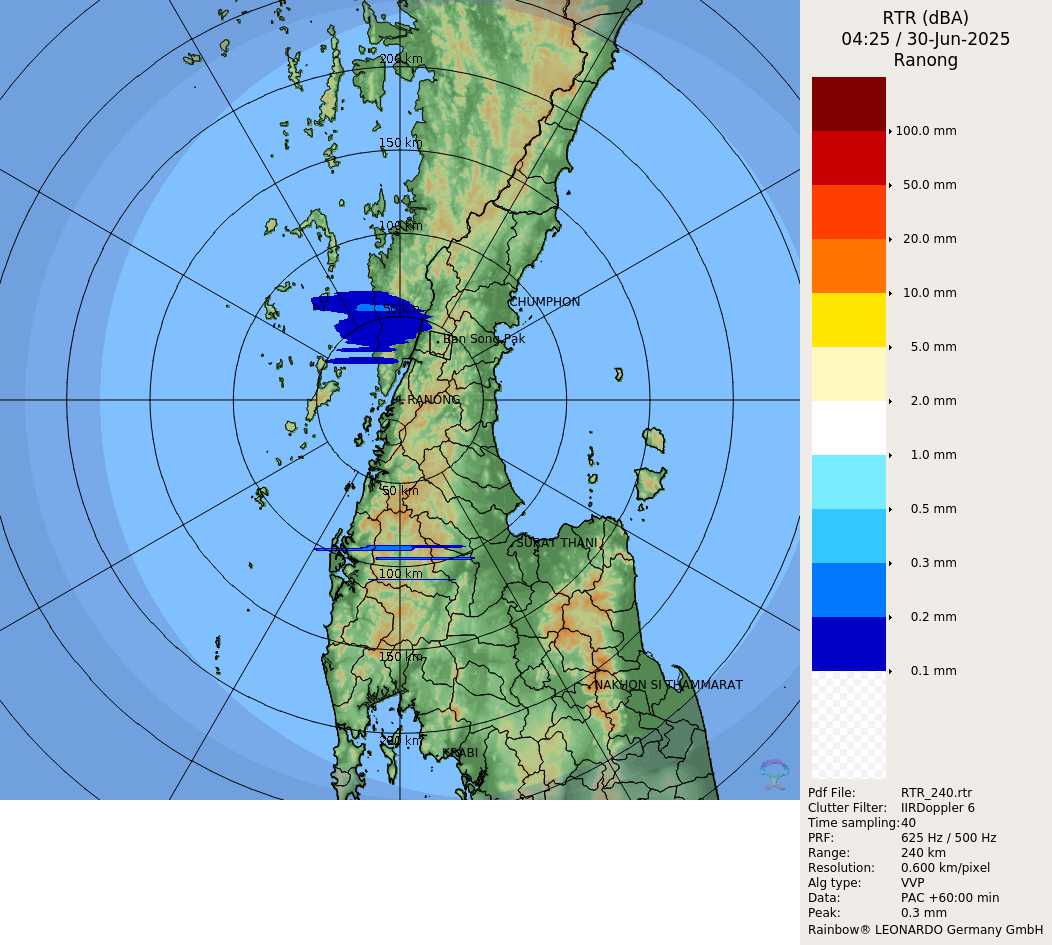 200 km
150 km
100 km
CHUMPHON
Ban Song Pak
RANONG
50 km
SURAT THANI
100 km
150 km
NAKHON SI THAMMARAT
200 km
KRABI
RTR (dBA)
04:25 / 30-Jun-2025
Ranong
100.0 mm
50.0 mm
20.0 mm
10.0 mm
5.0 mm
2.0 mm
1.0 mm
0.5 mm
0.3 mm
0.2 mm
0.1 mm
Pdf File: RTR_240.rtr
Clutter Filter: IIRDoppler 6
Time sampling:40
PRF: 625 Hz / 500 Hz
Range: 240 km
Resolution: 0.600 km/pixel
Alg type: VVP
Data: PAC +60:00 min
Peak: 0.3 mm
Rainbow® LEONARDO Germany GmbH